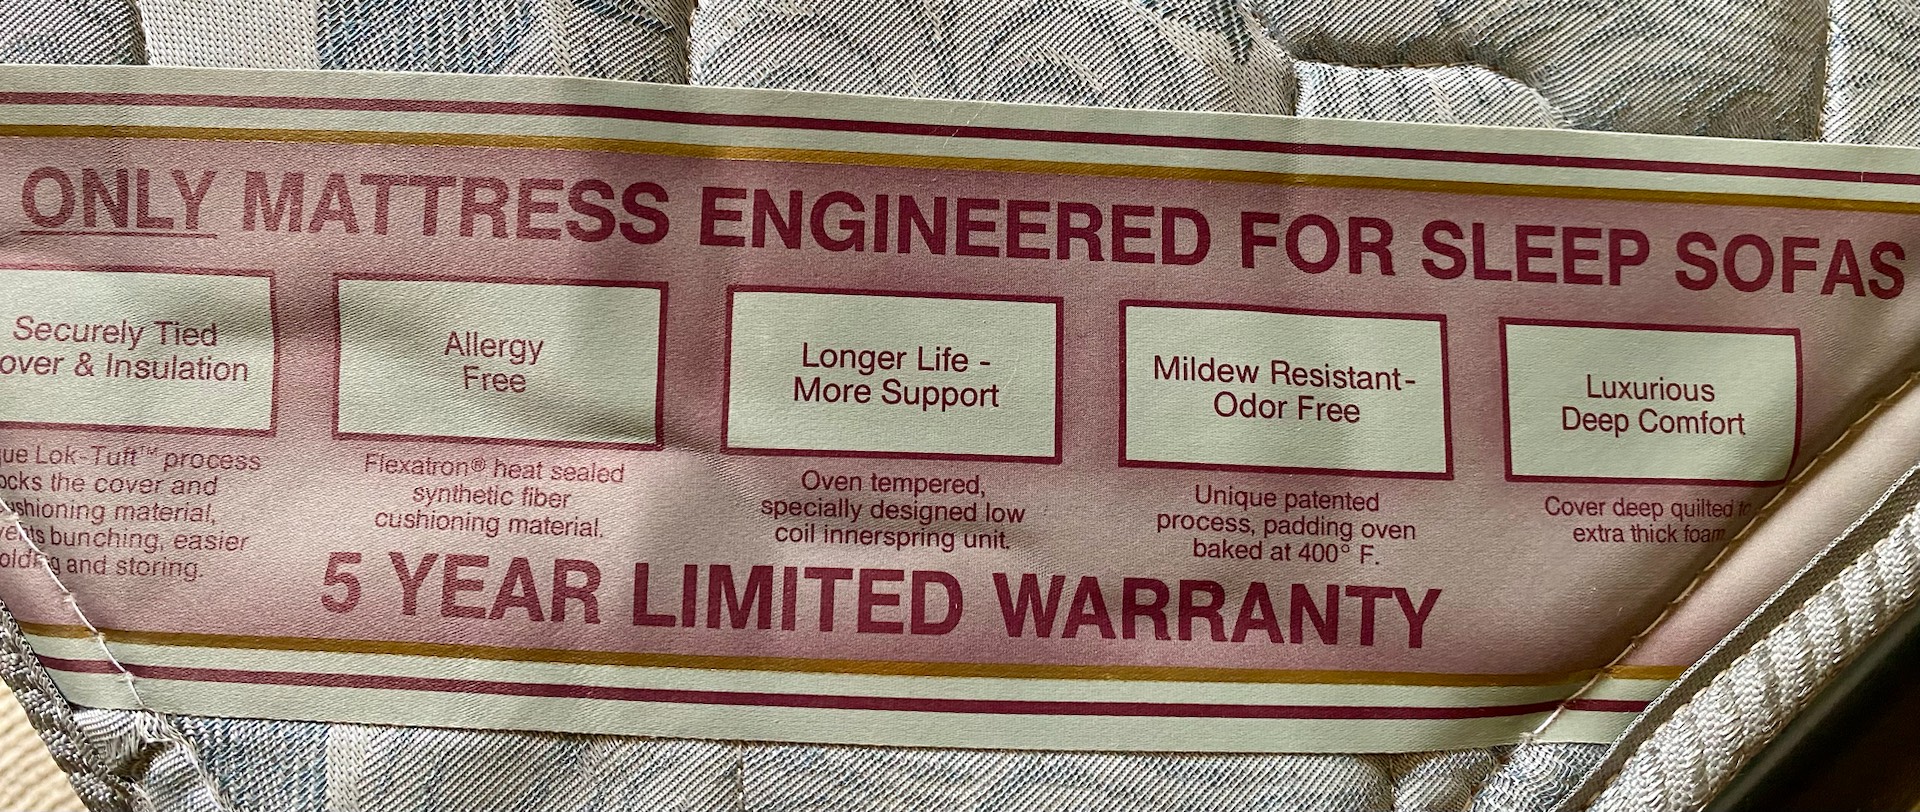 ONLY MATTRESS ENGINEERED FOR SLEEP SOFAS
Securely Tied
over & Insulation
que Lok-Tuft™ process
ocks the cover and
shioning material,
vents bunching, easier
olding and storing.
Allergy
Free
Flexatron® heat sealed
synthetic fiber
cushioning material.
Longer Life -
More Support
Oven tempered,
specially designed low
coil innerspring unit.
Mildew Resistant-
Odor Free
Unique patented
process, padding oven
baked at 400° F.
Luxurious
Deep Comfort
Cover deep quilted to
extra thick foam
5 YEAR LIMITED WARRANTY